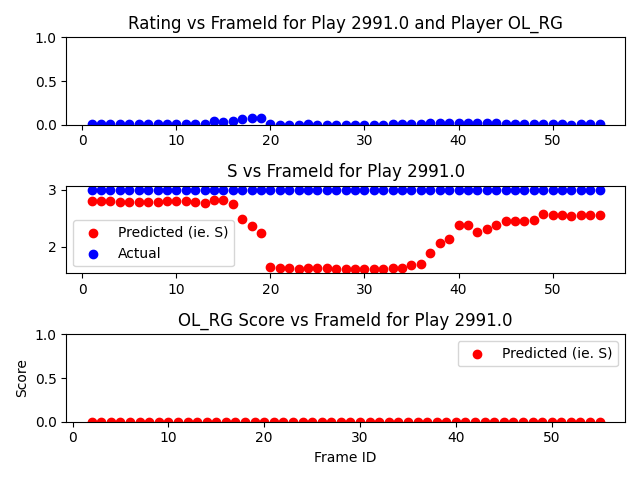 Rating vs FrameId for Play 2991.0 and Player OL_RG
1.0
0.5
0.0
0 10 20 30 40 50
S vs FrameId for Play 2991.0
3
2
Predicted (ie. S)
Actual
0 10 20 30 40 50
OL_RG Score vs FrameId for Play 2991.0
1.0
0.5
0.0
Score
Predicted (ie. S)
0 10 20 30 40 50
Frame ID